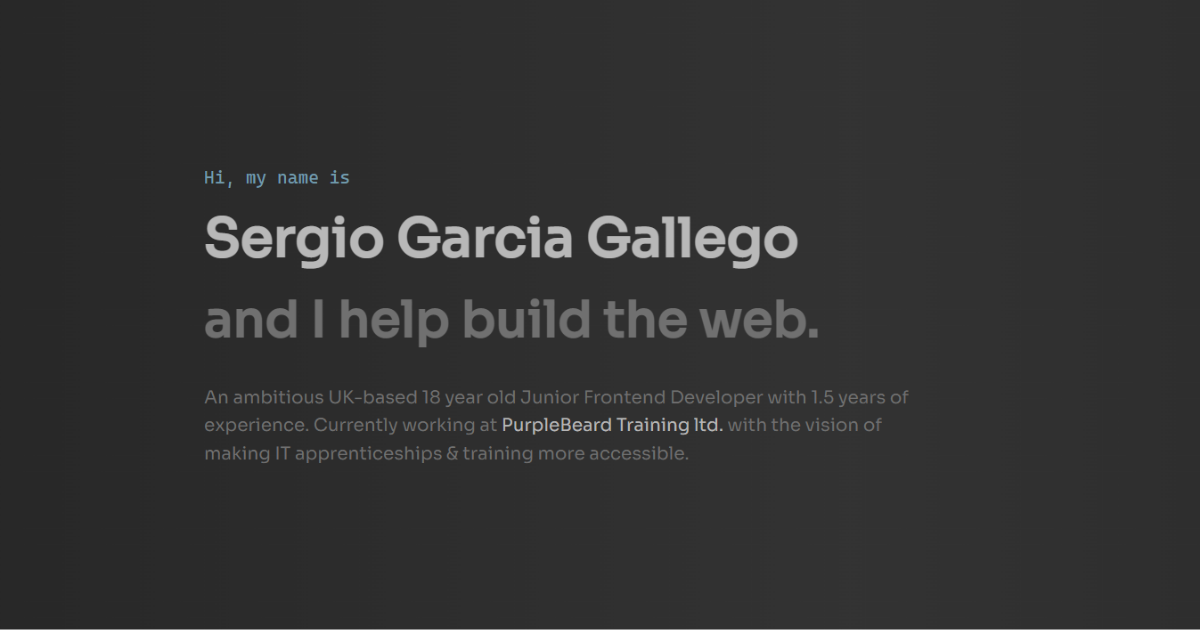 Hi, my name is
Sergio Garcia Gallego
and I help build the web.
An ambitious UK-based 18 year old Junior Frontend Developer with 1.5 years of
experience. Currently working at PurpleBeard Training ltd. with the vision of
making IT apprenticeships & training more accessible.